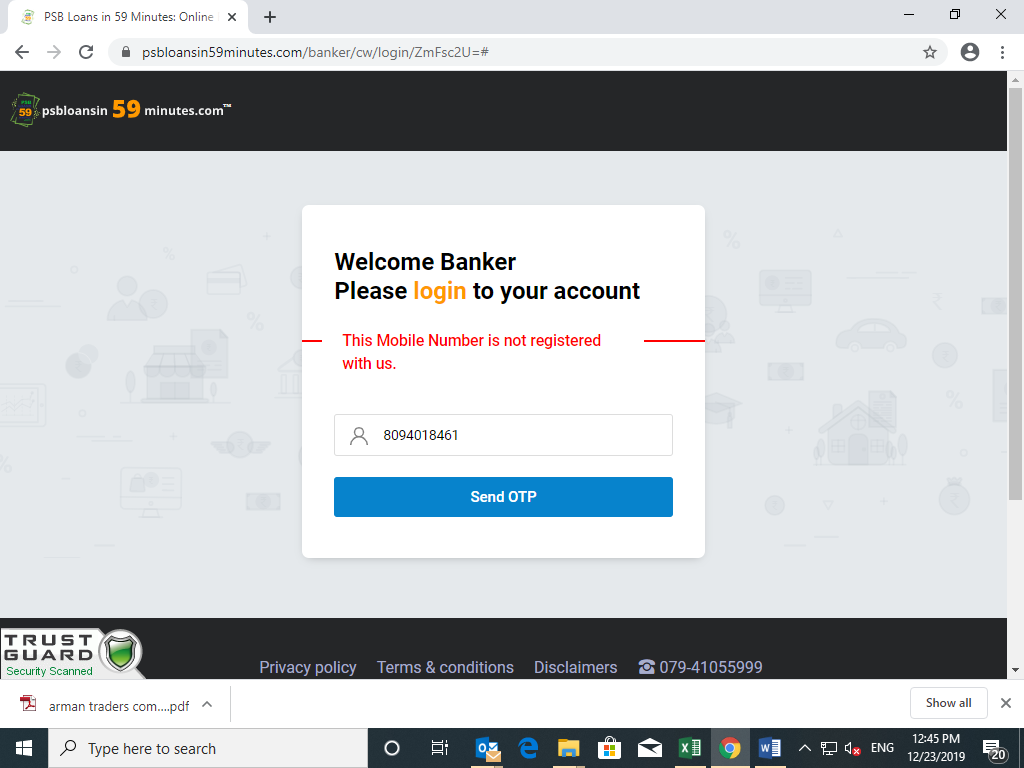 PSB Loans in 59 Minutes: Online
psbloansin59minutes.com/banker/cw/login/ZmFsc2U=#
PSB
59
psbloansin 59 minutes.com™
Welcome Banker
Please login to your account
This Mobile Number is not registered
with us.
8094018461
Send OTP
TRUST
GUARD
Security Scanned
Privacy policy Terms & conditions Disclaimers 079-41055999
arman traders com....pdf
Show all
Type here to search
ENG
12:45 PM
12/23/2019
20